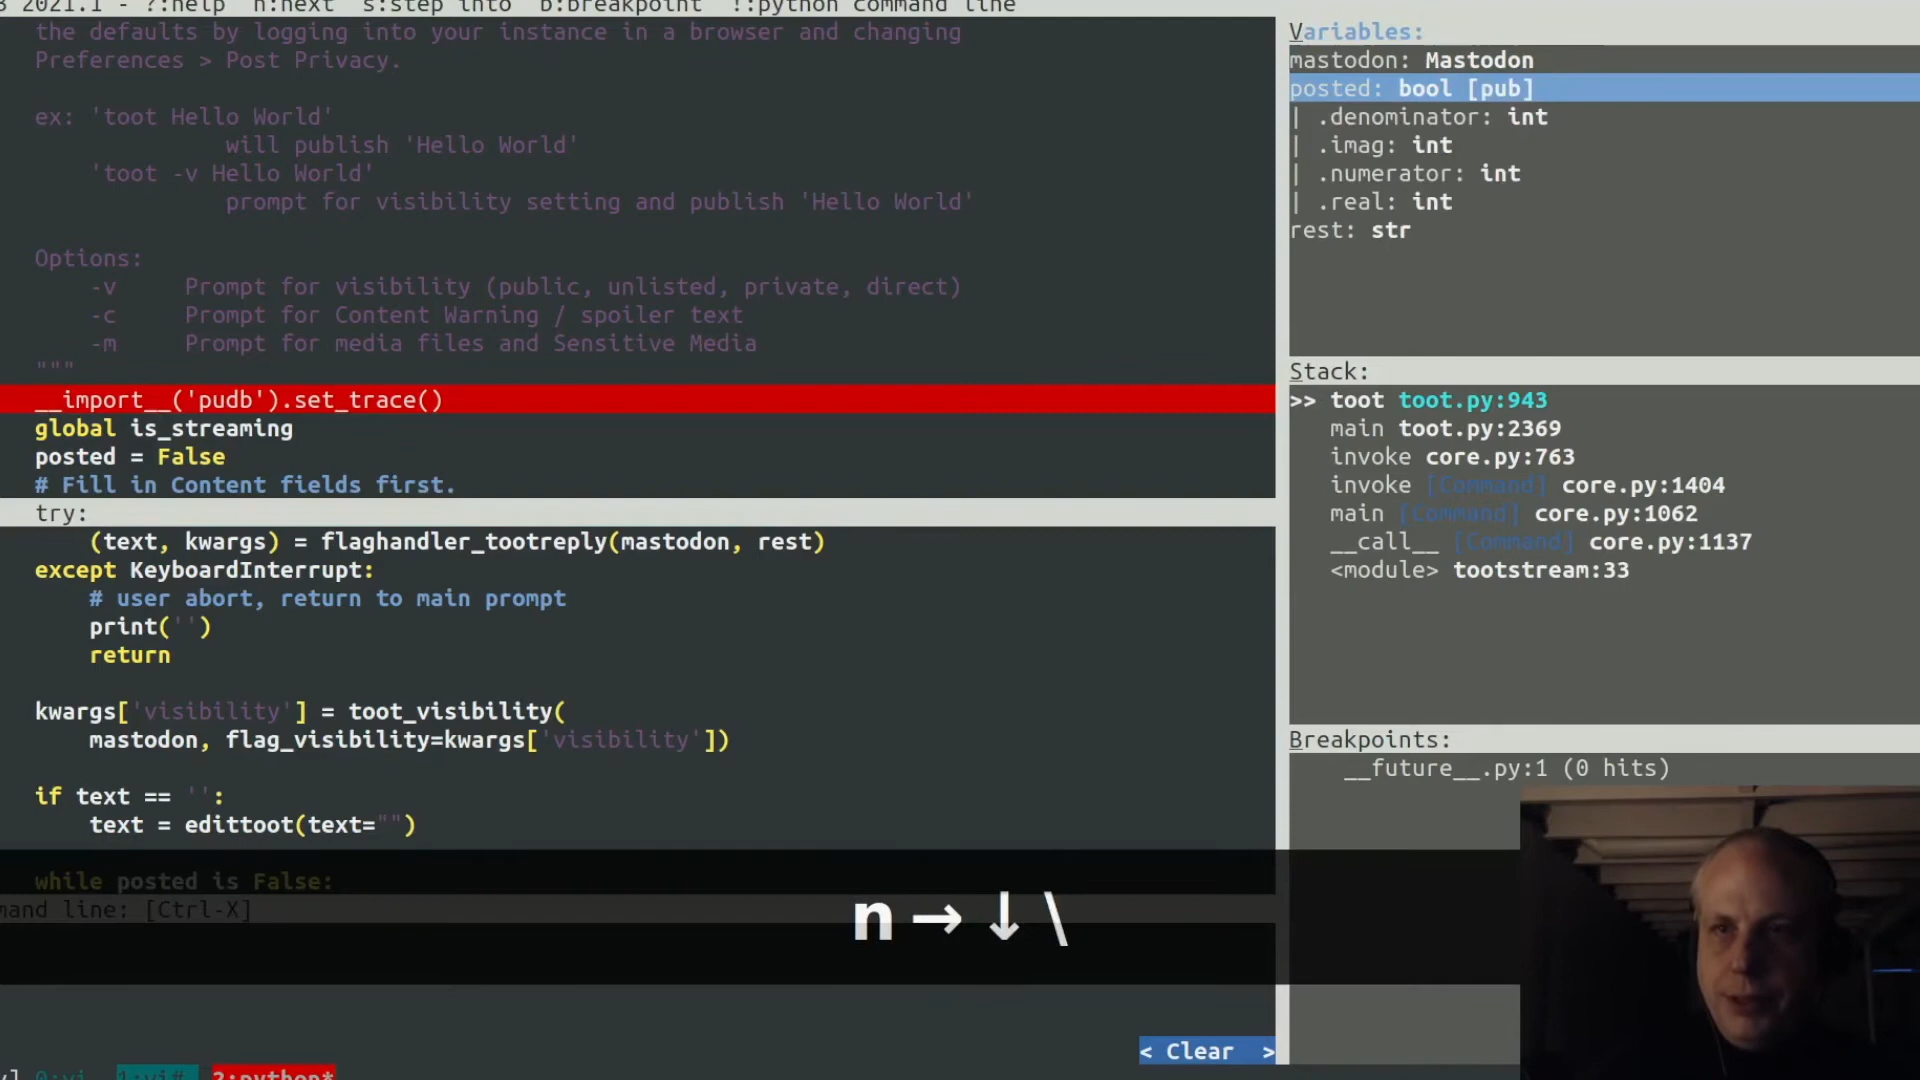 2021.1 - ?:help n:next s:step into b:breakpoint !:python command line
the defaults by logging into your instance in a browser and changing
Preferences > Post Privacy.
ex: 'toot Hello World'
will publish 'Hello World'
'toot -v Hello World'
prompt for visibility setting and publish 'Hello World'
Options:
-v Prompt for visibility (public, unlisted, private, direct)
-c Prompt for Content Warning / spoiler text
-m Prompt for media files and Sensitive Media
"""
__import__('pudb').set_trace()
global is_streaming
posted = False
# Fill in Content fields first.
try:
(text, kwargs) = flaghandler_tootreply(mastodon, rest)
except KeyboardInterrupt:
# user abort, return to main prompt
print('')
return
kwargs['visibility'] = toot_visibility(
mastodon, flag_visibility=kwargs['visibility'])
if text == '':
text = edittoot(text="")
while posted is False:
mand line: [Ctrl-X]
n→↓\
< Clear >
0:vi 1:vi# 2:python*
Variables:
mastodon: Mastodon
posted: bool [pub]
| .denominator: int
| .imag: int
| .numerator: int
| .real: int
rest: str
Stack:
>> toot toot.py:943
main toot.py:2369
invoke core.py:763
invoke [Command] core.py:1404
main [Command] core.py:1062
__call__ [Command] core.py:1137
<module> tootstream:33
Breakpoints:
__future__.py:1 (0 hits)